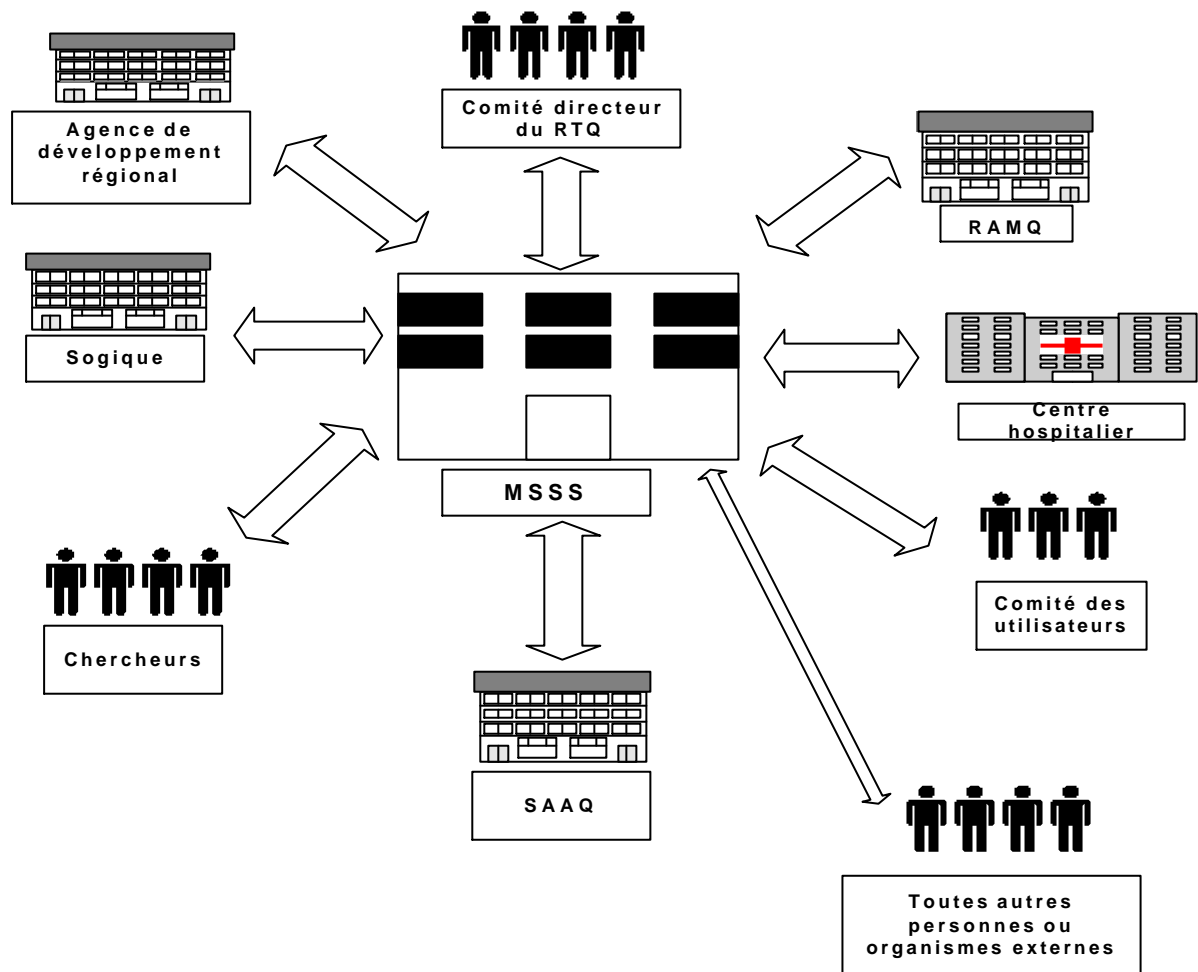 Agence de
développement
régional
Comité directeur
du RTQ
RAMQ
Sogique
Centre
hospitalier
MSSS
Comité des
utilisateurs
Chercheurs
SAAQ
Toutes autres
personnes ou
organismes externes